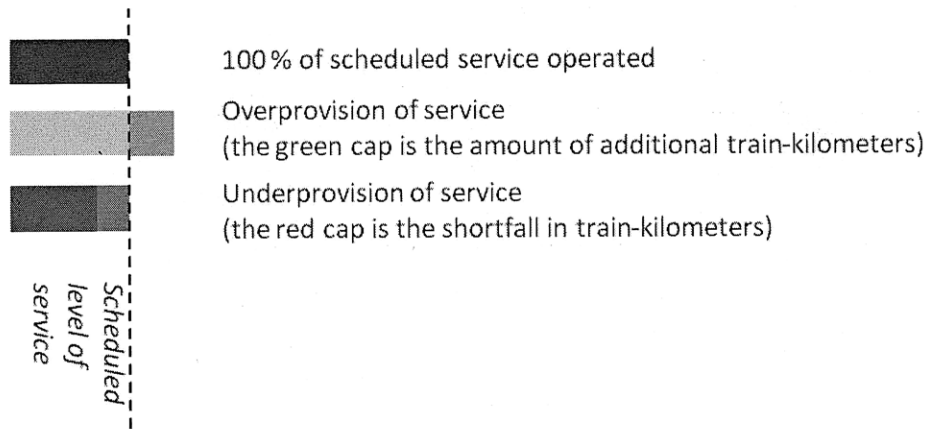 100 % of scheduled service operated
Overprovision of service
(the green cap is the amount of additional train-kilometers)
Underprovision of service
(the red cap is the shortfall in train-kilometers)
Scheduled
level of
service